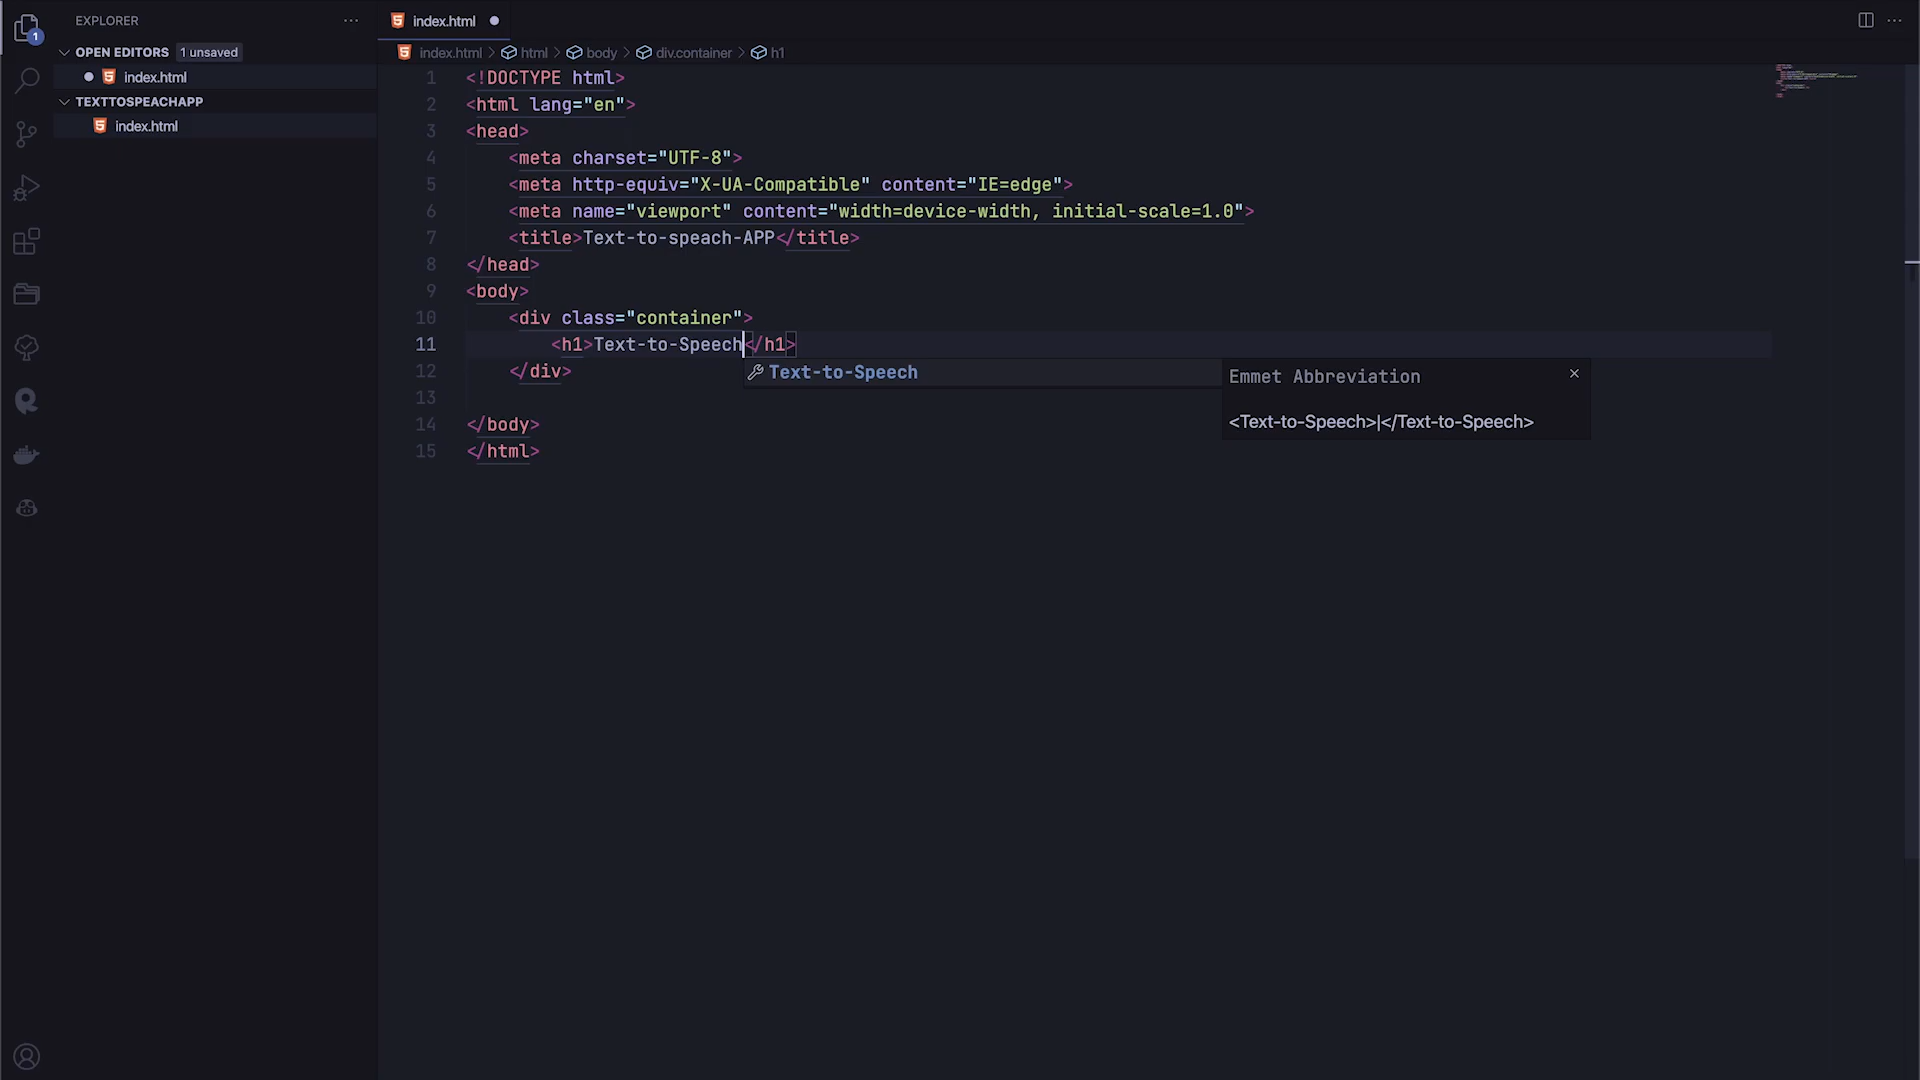 1
EXPLORER
OPEN EDITORS 1 unsaved
index.html
TEXTTOSPEACHAPP
index.html
index.html
index.html > html > body > div.container > h1
1 <!DOCTYPE html>
2 <html lang="en">
3 <head>
4 <meta charset="UTF-8">
5 <meta http-equiv="X-UA-Compatible" content="IE=edge">
6 <meta name="viewport" content="width=device-width, initial-scale=1.0">
7 <title>Text-to-speach-APP</title>
8 </head>
9 <body>
10 <div class="container">
11 <h1>Text-to-Speech</h1>
12 </div>
13
14 </body>
15 </html>
Text-to-Speech
Emmet Abbreviation
<Text-to-Speech>|</Text-to-Speech>